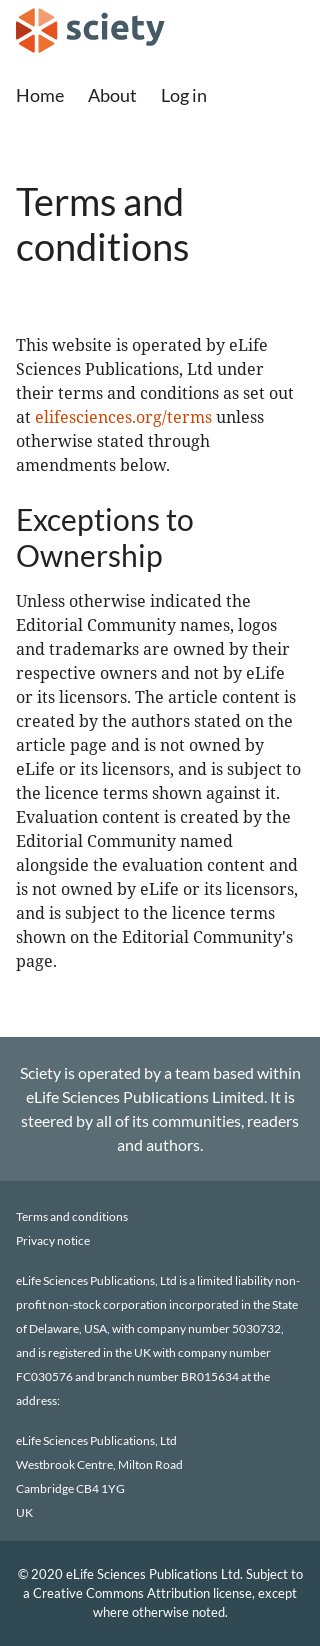 sciety
Home About Log in
Terms and
conditions
This website is operated by eLife
Sciences Publications, Ltd under
their terms and conditions as set out
at elifesciences.org/terms unless
otherwise stated through
amendments below.
Exceptions to
Ownership
Unless otherwise indicated the
Editorial Community names, logos
and trademarks are owned by their
respective owners and not by eLife
or its licensors. The article content is
created by the authors stated on the
article page and is not owned by
eLife or its licensors, and is subject to
the licence terms shown against it.
Evaluation content is created by the
Editorial Community named
alongside the evaluation content and
is not owned by eLife or its licensors,
and is subject to the licence terms
shown on the Editorial Community's
page.
Sciety is operated by a team based within
eLife Sciences Publications Limited. It is
steered by all of its communities, readers
and authors.
Terms and conditions
Privacy notice
eLife Sciences Publications, Ltd is a limited liability non-
profit non-stock corporation incorporated in the State
of Delaware, USA, with company number 5030732,
and is registered in the UK with company number
FC030576 and branch number BR015634 at the
address:
eLife Sciences Publications, Ltd
Westbrook Centre, Milton Road
Cambridge CB4 1YG
UK
© 2020 eLife Sciences Publications Ltd. Subject to
a Creative Commons Attribution license, except
where otherwise noted.